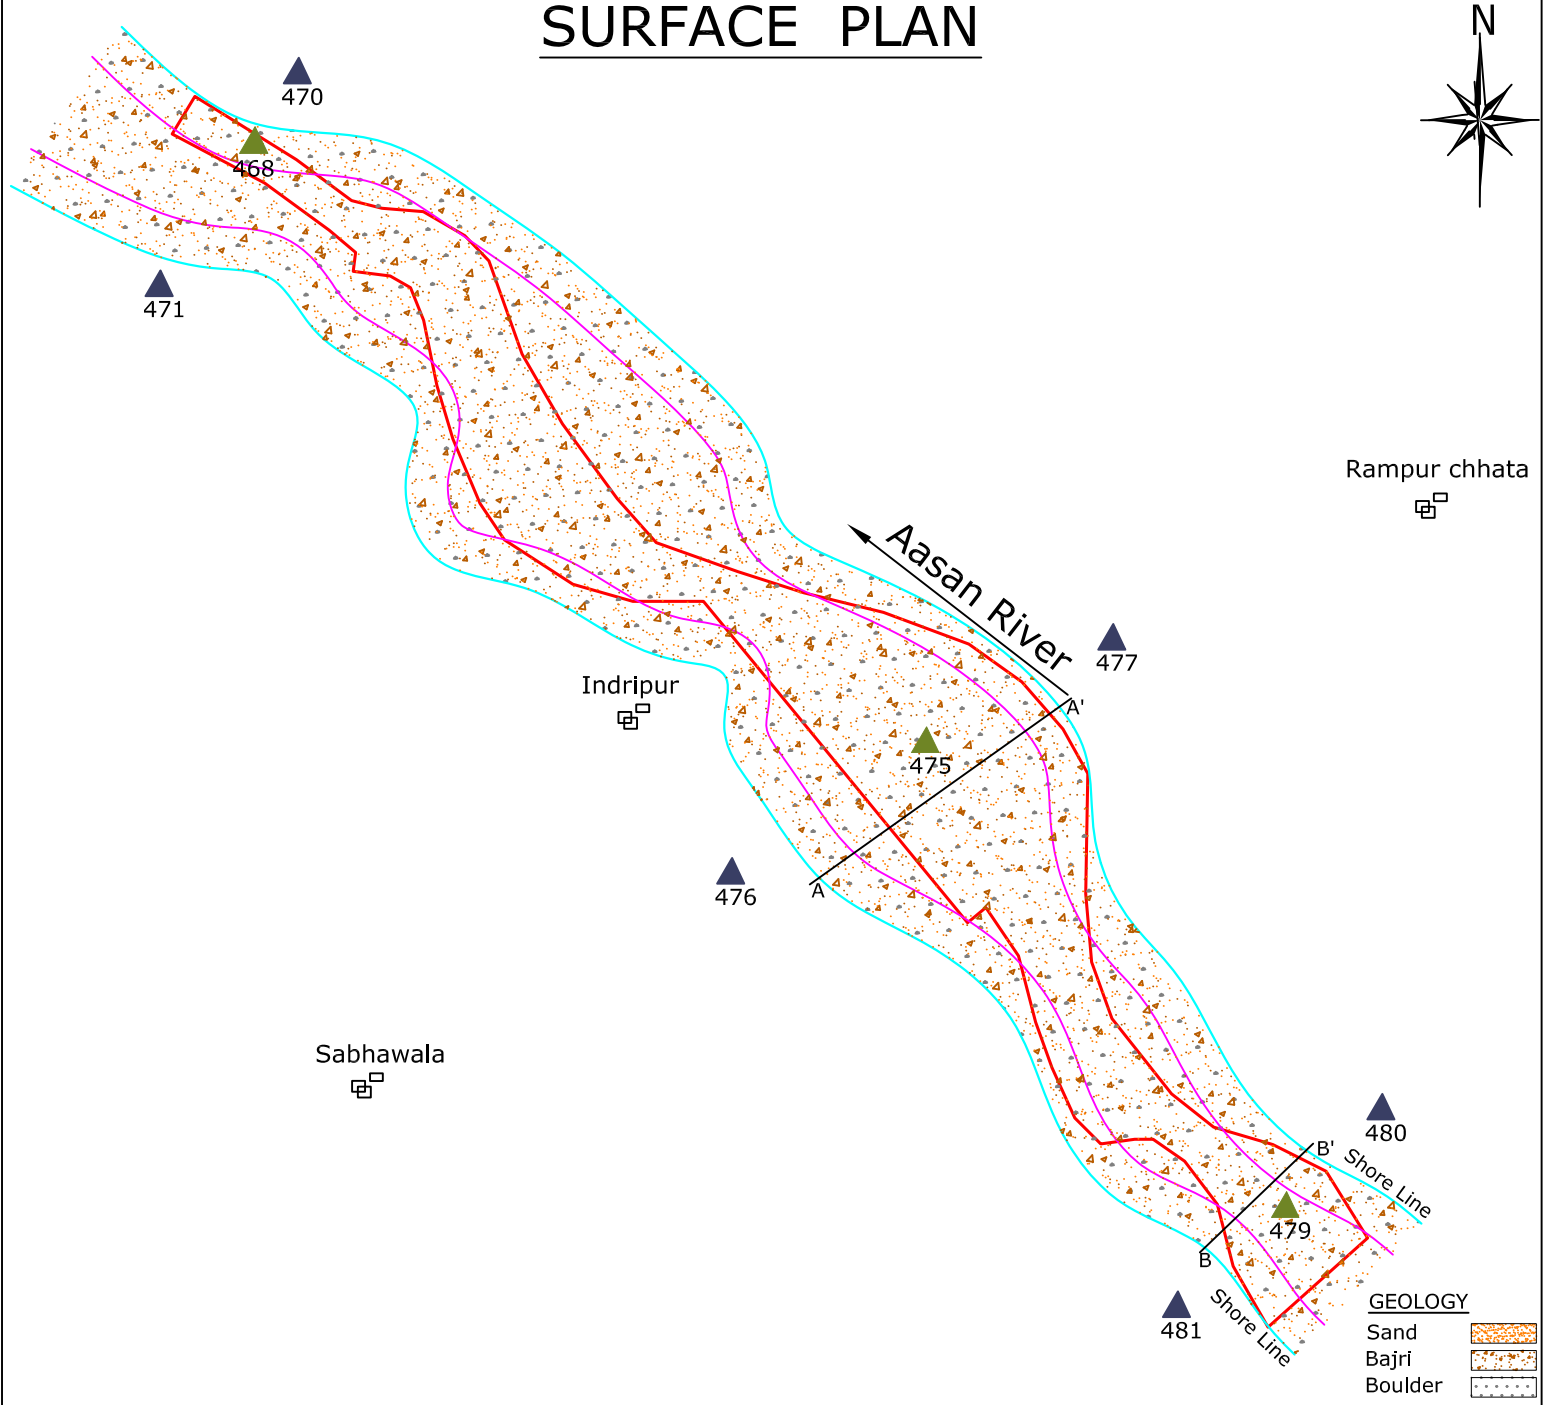 SURFACE PLAN
N
470
468
471
Rampur chhata
Aasan River
477
Indripur
A'
475
476
A
Sabhawala
480
B'
Shore Line
479
B
481
Shore Line
GEOLOGY
Sand
Bajri
Boulder